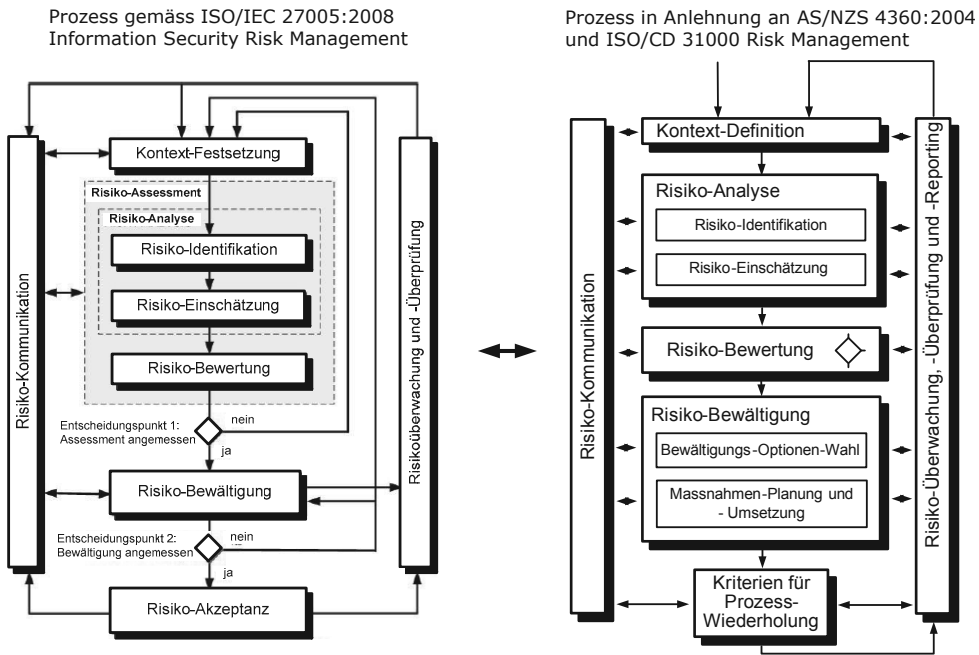 Prozess gemäss ISO/IEC 27005:2008
Information Security Risk Management
Risiko-Kommunikation
Kontext-Festsetzung
Risiko-Assessment
Risiko-Analyse
Risiko-Identifikation
Risiko-Einschätzung
Risiko-Bewertung
Entscheidungspunkt 1:
Assessment angemessen
nein
ja
Risiko-Bewältigung
Entscheidungspunkt 2:
Bewältigung angemessen
nein
ja
Risiko-Akzeptanz
Risikoüberwachung und -Überprüfung
Prozess in Anlehnung an AS/NZS 4360:2004
und ISO/CD 31000 Risk Management
Risiko-Kommunikation
Kontext-Definition
Risiko-Analyse
Risiko-Identifikation
Risiko-Einschätzung
Risiko-Bewertung
Risiko-Bewältigung
Bewältigungs-Optionen-Wahl
Massnahmen-Planung und
- Umsetzung
Kriterien für
Prozess-
Wiederholung
Risiko-Überwachung, -Überprüfung und -Reporting